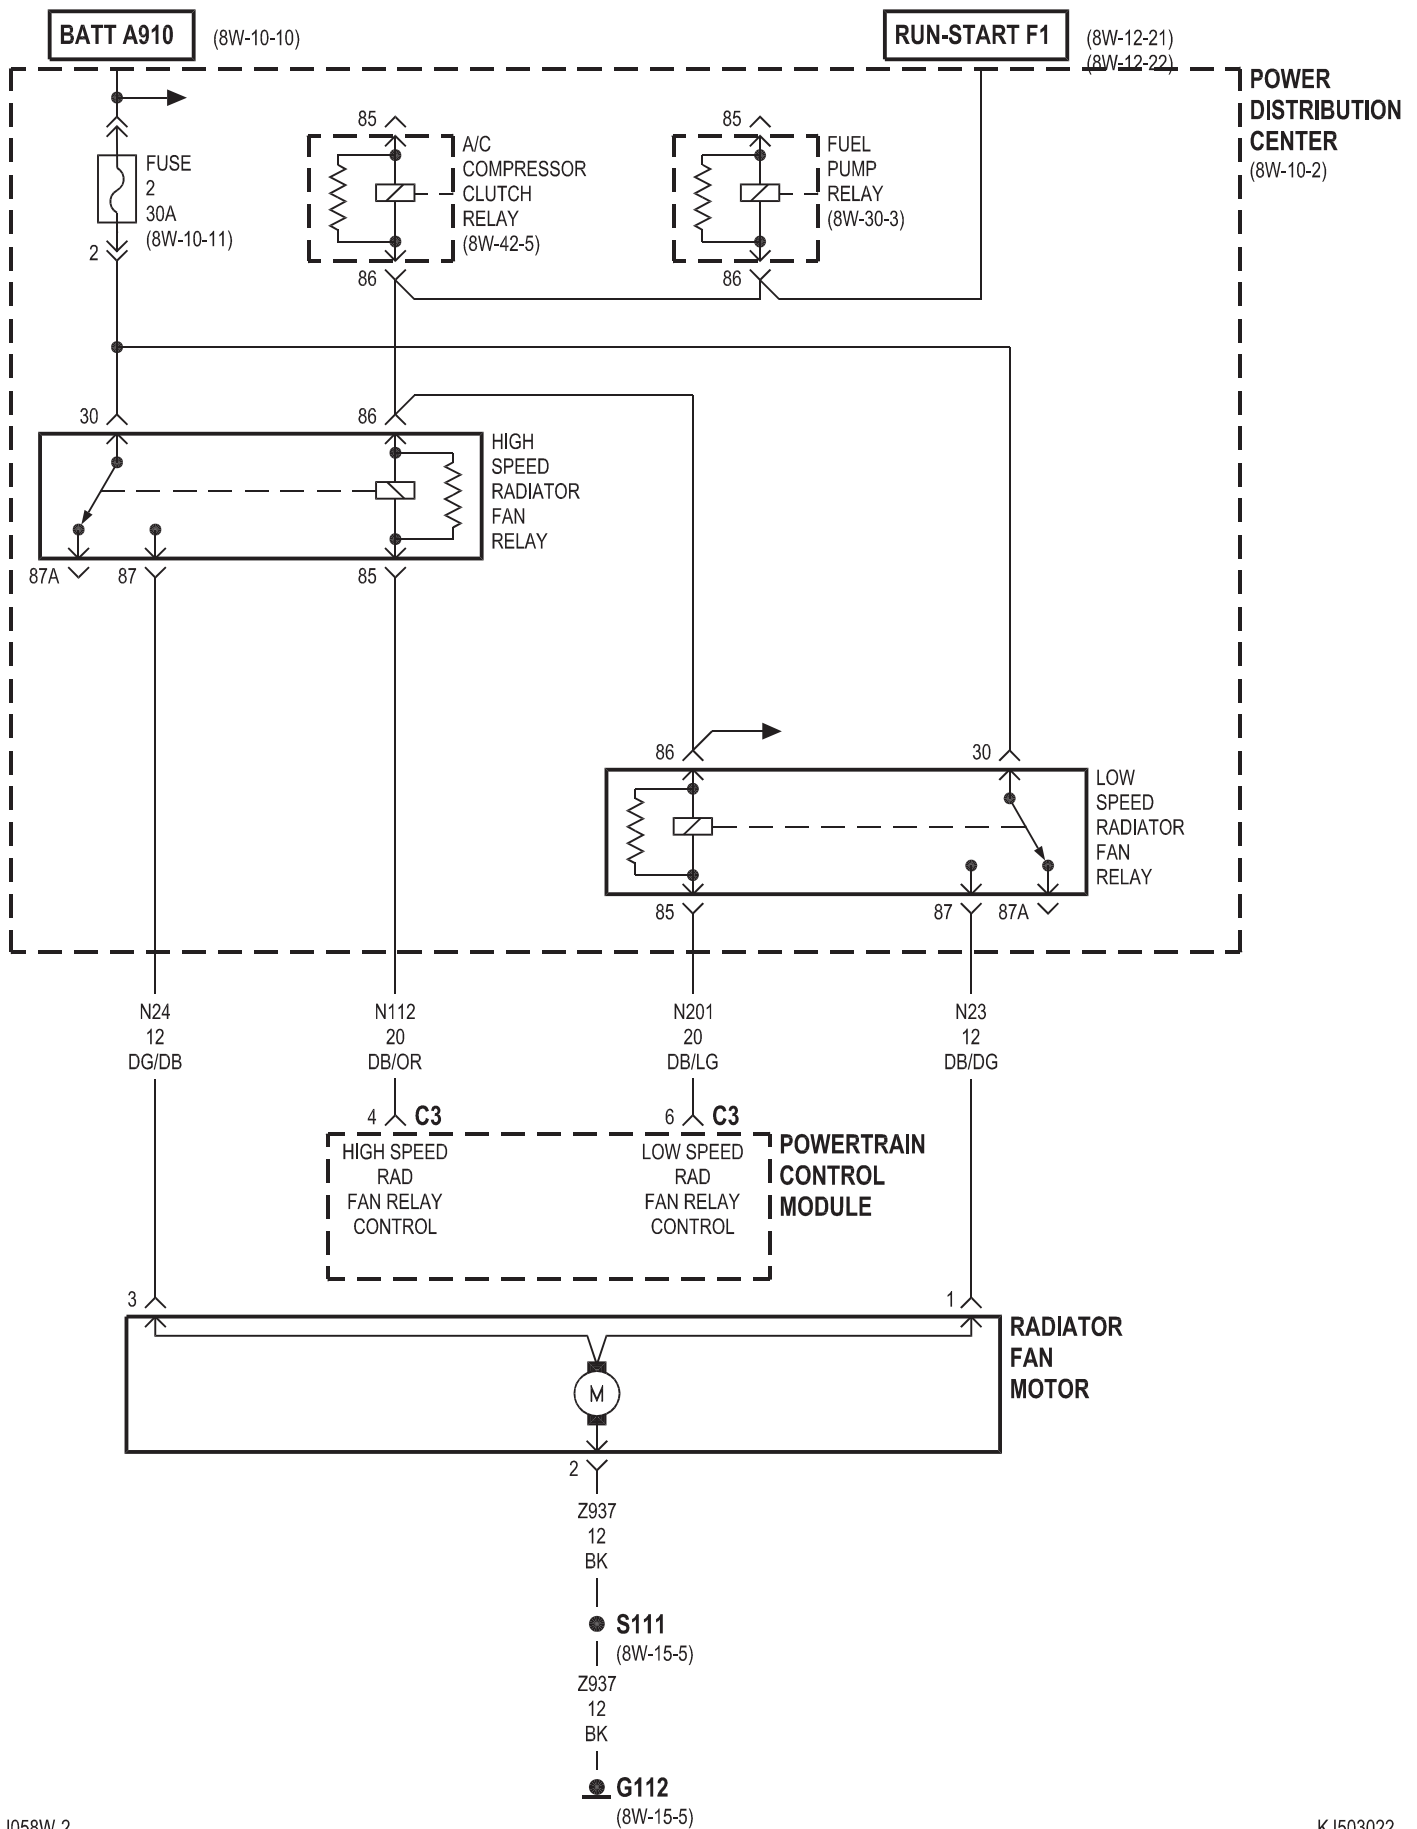 BATT A910 (8W-10-10)
RUN-START F1 (8W-12-21)
(8W-12-22)
POWER
DISTRIBUTION
CENTER
(8W-10-2)
FUSE
2
30A
(8W-10-11)
2
85
A/C
COMPRESSOR
CLUTCH
RELAY
(8W-42-5)
86
85
FUEL
PUMP
RELAY
(8W-30-3)
86
30
86
HIGH
SPEED
RADIATOR
FAN
RELAY
87A
87
85
86
30
LOW
SPEED
RADIATOR
FAN
RELAY
85
87
87A
N24
12
DG/DB
N112
20
DB/OR
N201
20
DB/LG
N23
12
DB/DG
4 C3
6 C3
HIGH SPEED
RAD
FAN RELAY
CONTROL
LOW SPEED
RAD
FAN RELAY
CONTROL
POWERTRAIN
CONTROL
MODULE
3
1
RADIATOR
FAN
MOTOR
M
2
Z937
12
BK
S111
(8W-15-5)
Z937
12
BK
G112
(8W-15-5)
J058W-2
KJ503022